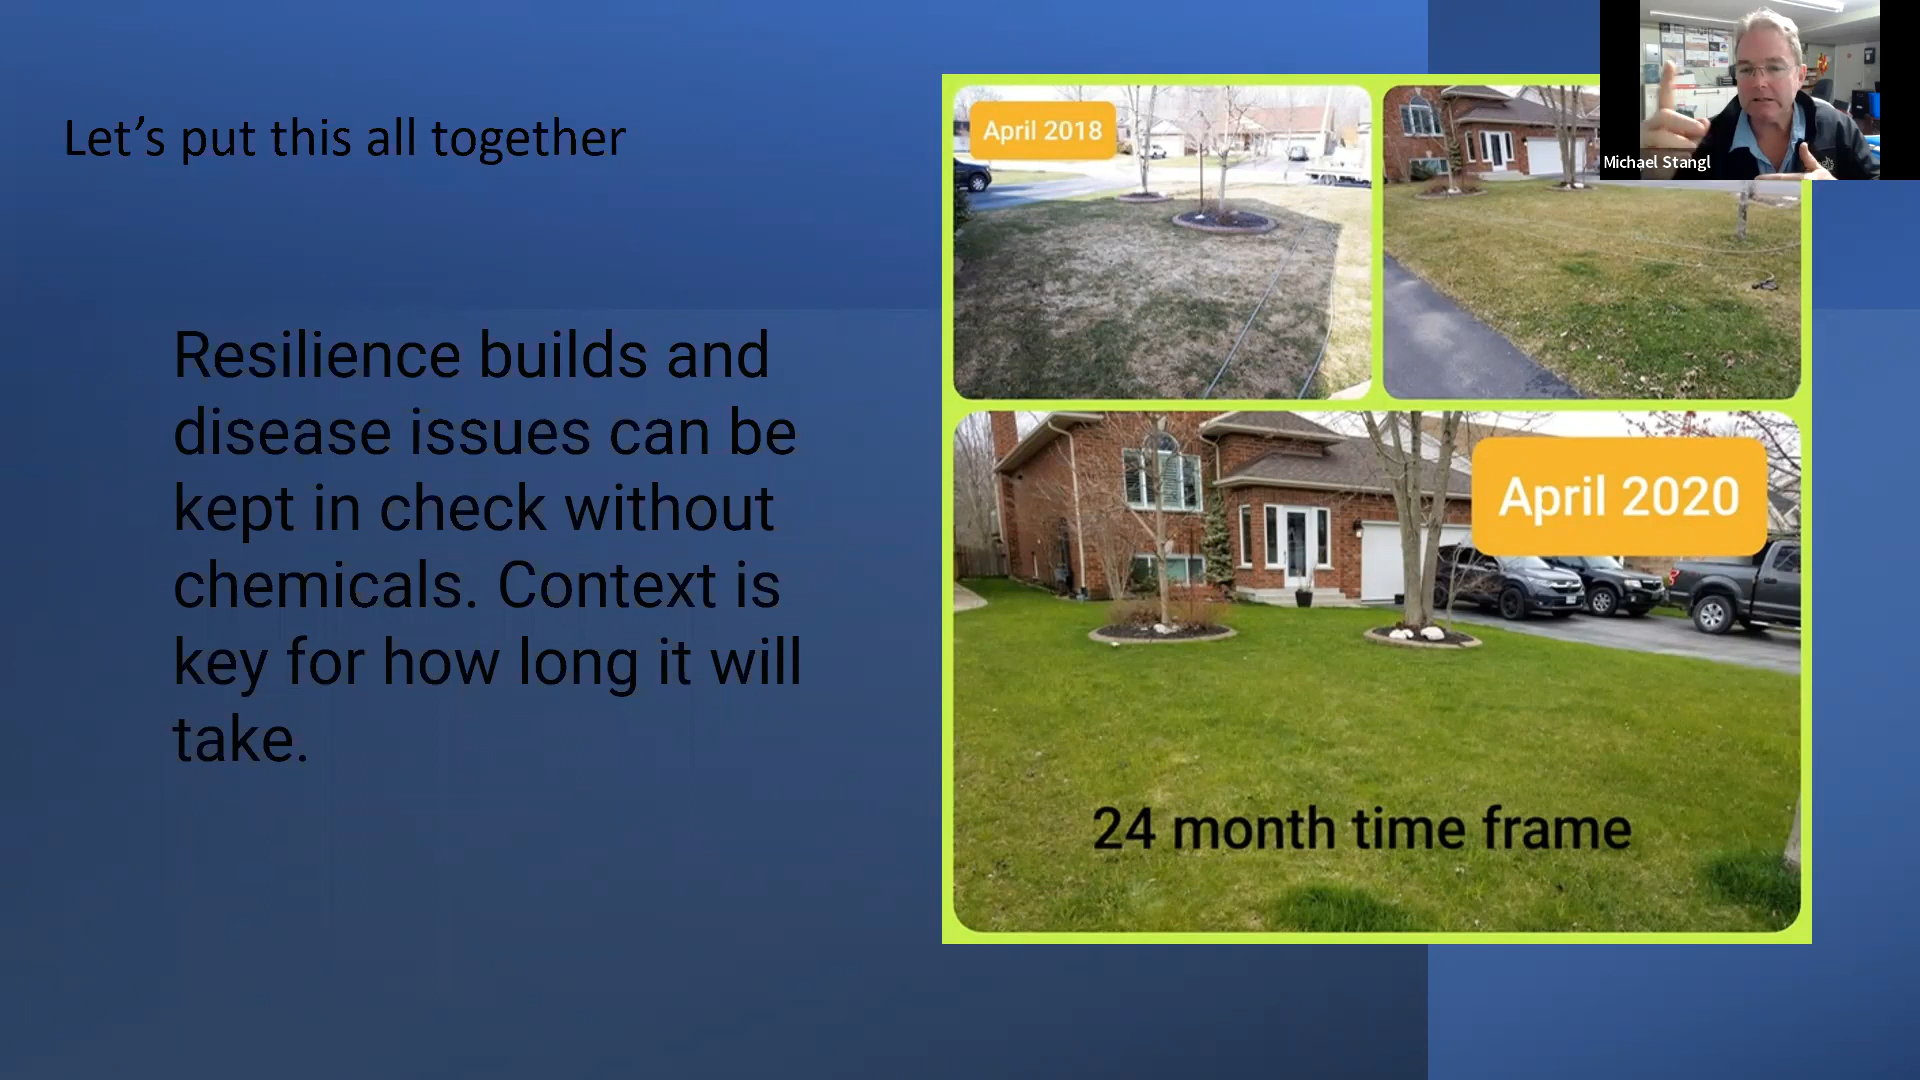 Let's put this all together
Resilience builds and
disease issues can be
kept in check without
chemicals. Context is
key for how long it will
take.
April 2018
Michael Stangl
April 2020
24 month time frame